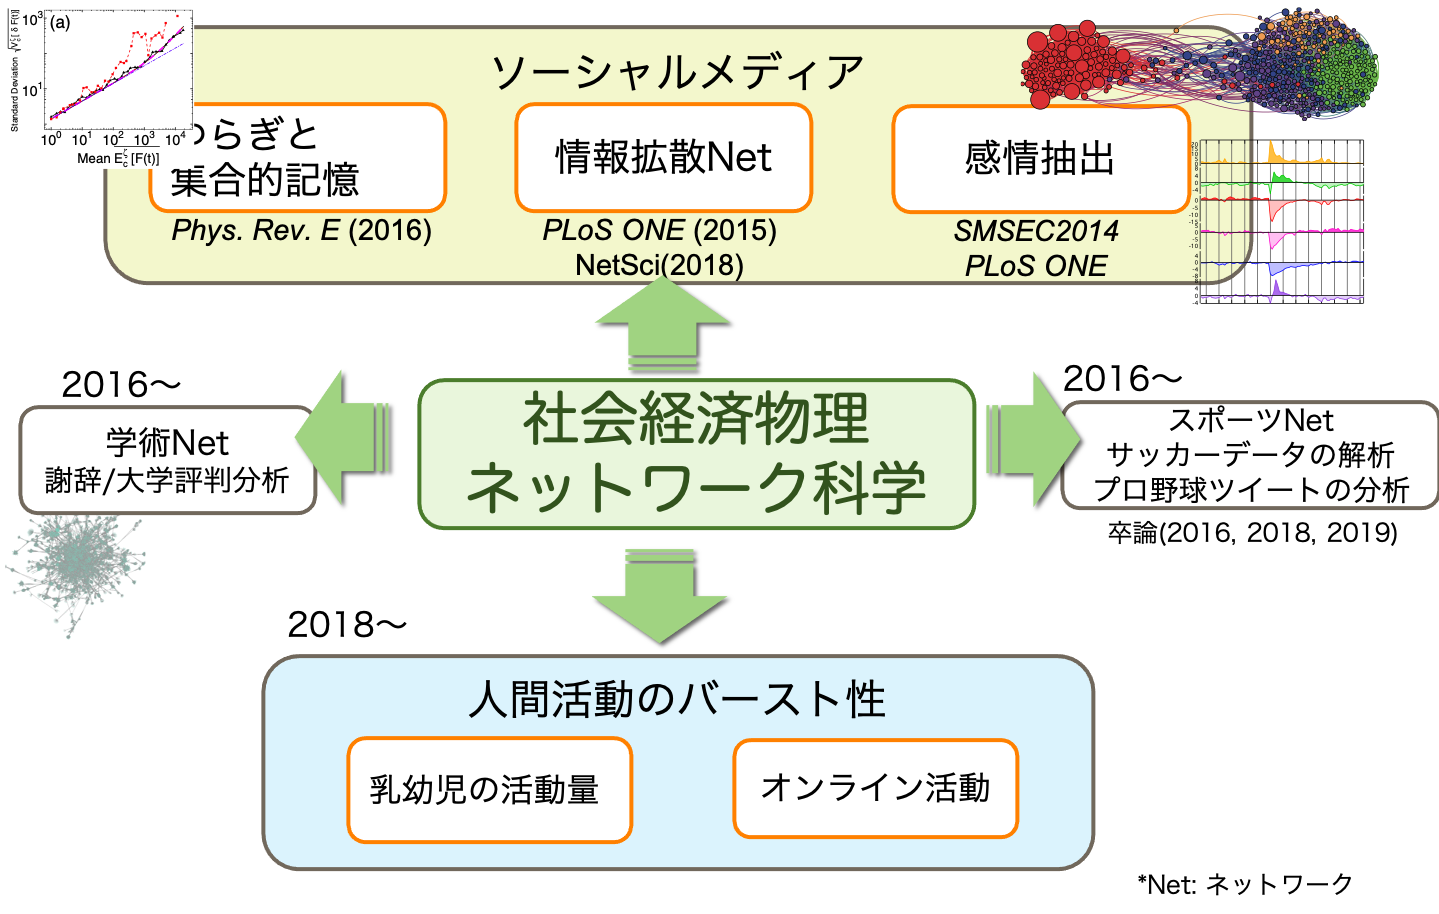 (a)
Standard Deviation
10³
10¹
10⁰ 10¹ 10² 10³ 10⁴
Mean
[F(t)]
ソーシャルメディア
らぎと
集合的記憶
Phys. Rev. E (2016)
情報拡散Net
PLoS ONE (2015)
NetSci(2018)
感情抽出
SMSEC2014
PLoS ONE
2016〜
学術Net
謝辞/大学評判分析
社会経済物理
ネットワーク科学
2016〜
スポーツNet
サッカーデータの解析
プロ野球ツイートの分析
卒論(2016, 2018, 2019)
2018〜
人間活動のバースト性
乳幼児の活動量
オンライン活動
*Net: ネットワーク